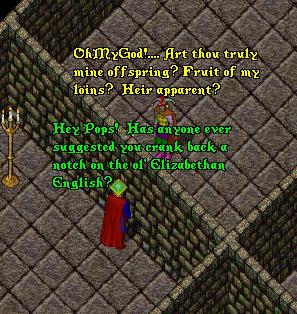 OhMyGod!.... Art thou truly
mine offspring? Fruit of my
loins?  Heir apparent?
Hey Pops!  Has anyone ever
suggested you crank back a
notch on the ol' Elizabethan
English?